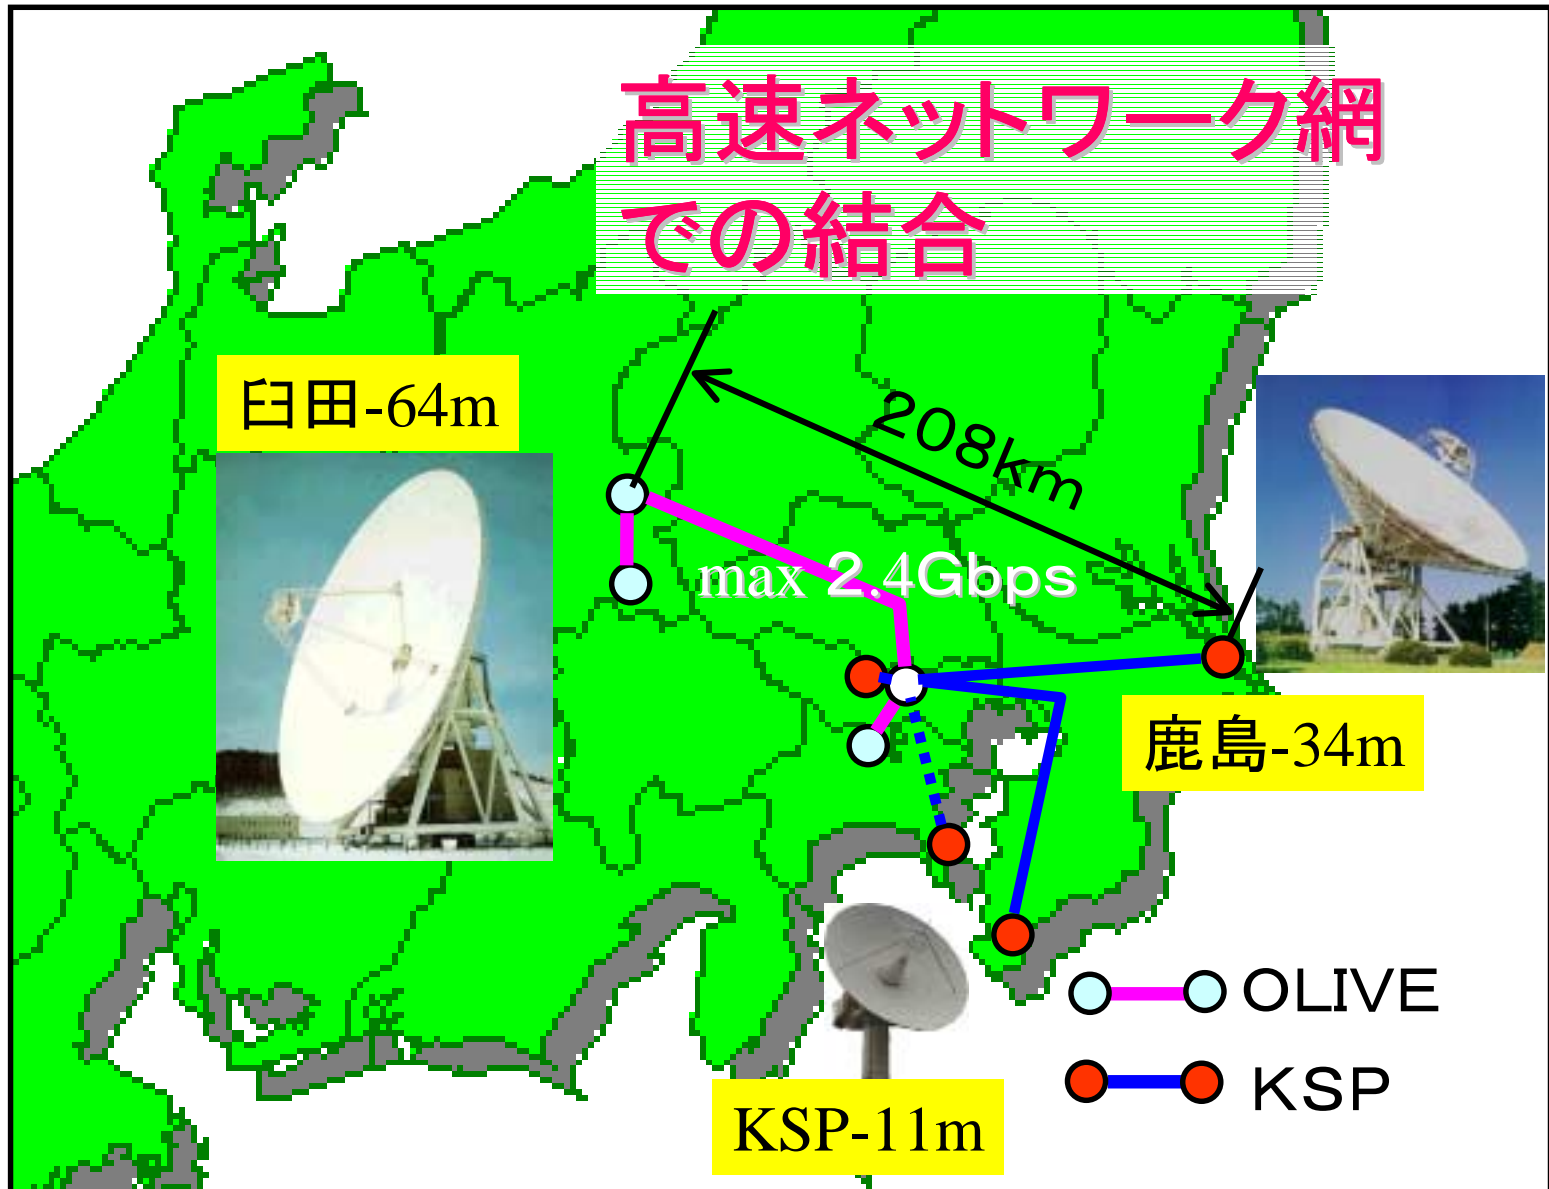 高速ネットワーク網
での結合
臼田-64m
208km
max 2.4Gbps
鹿島-34m
OLIVE
KSP
KSP-11m